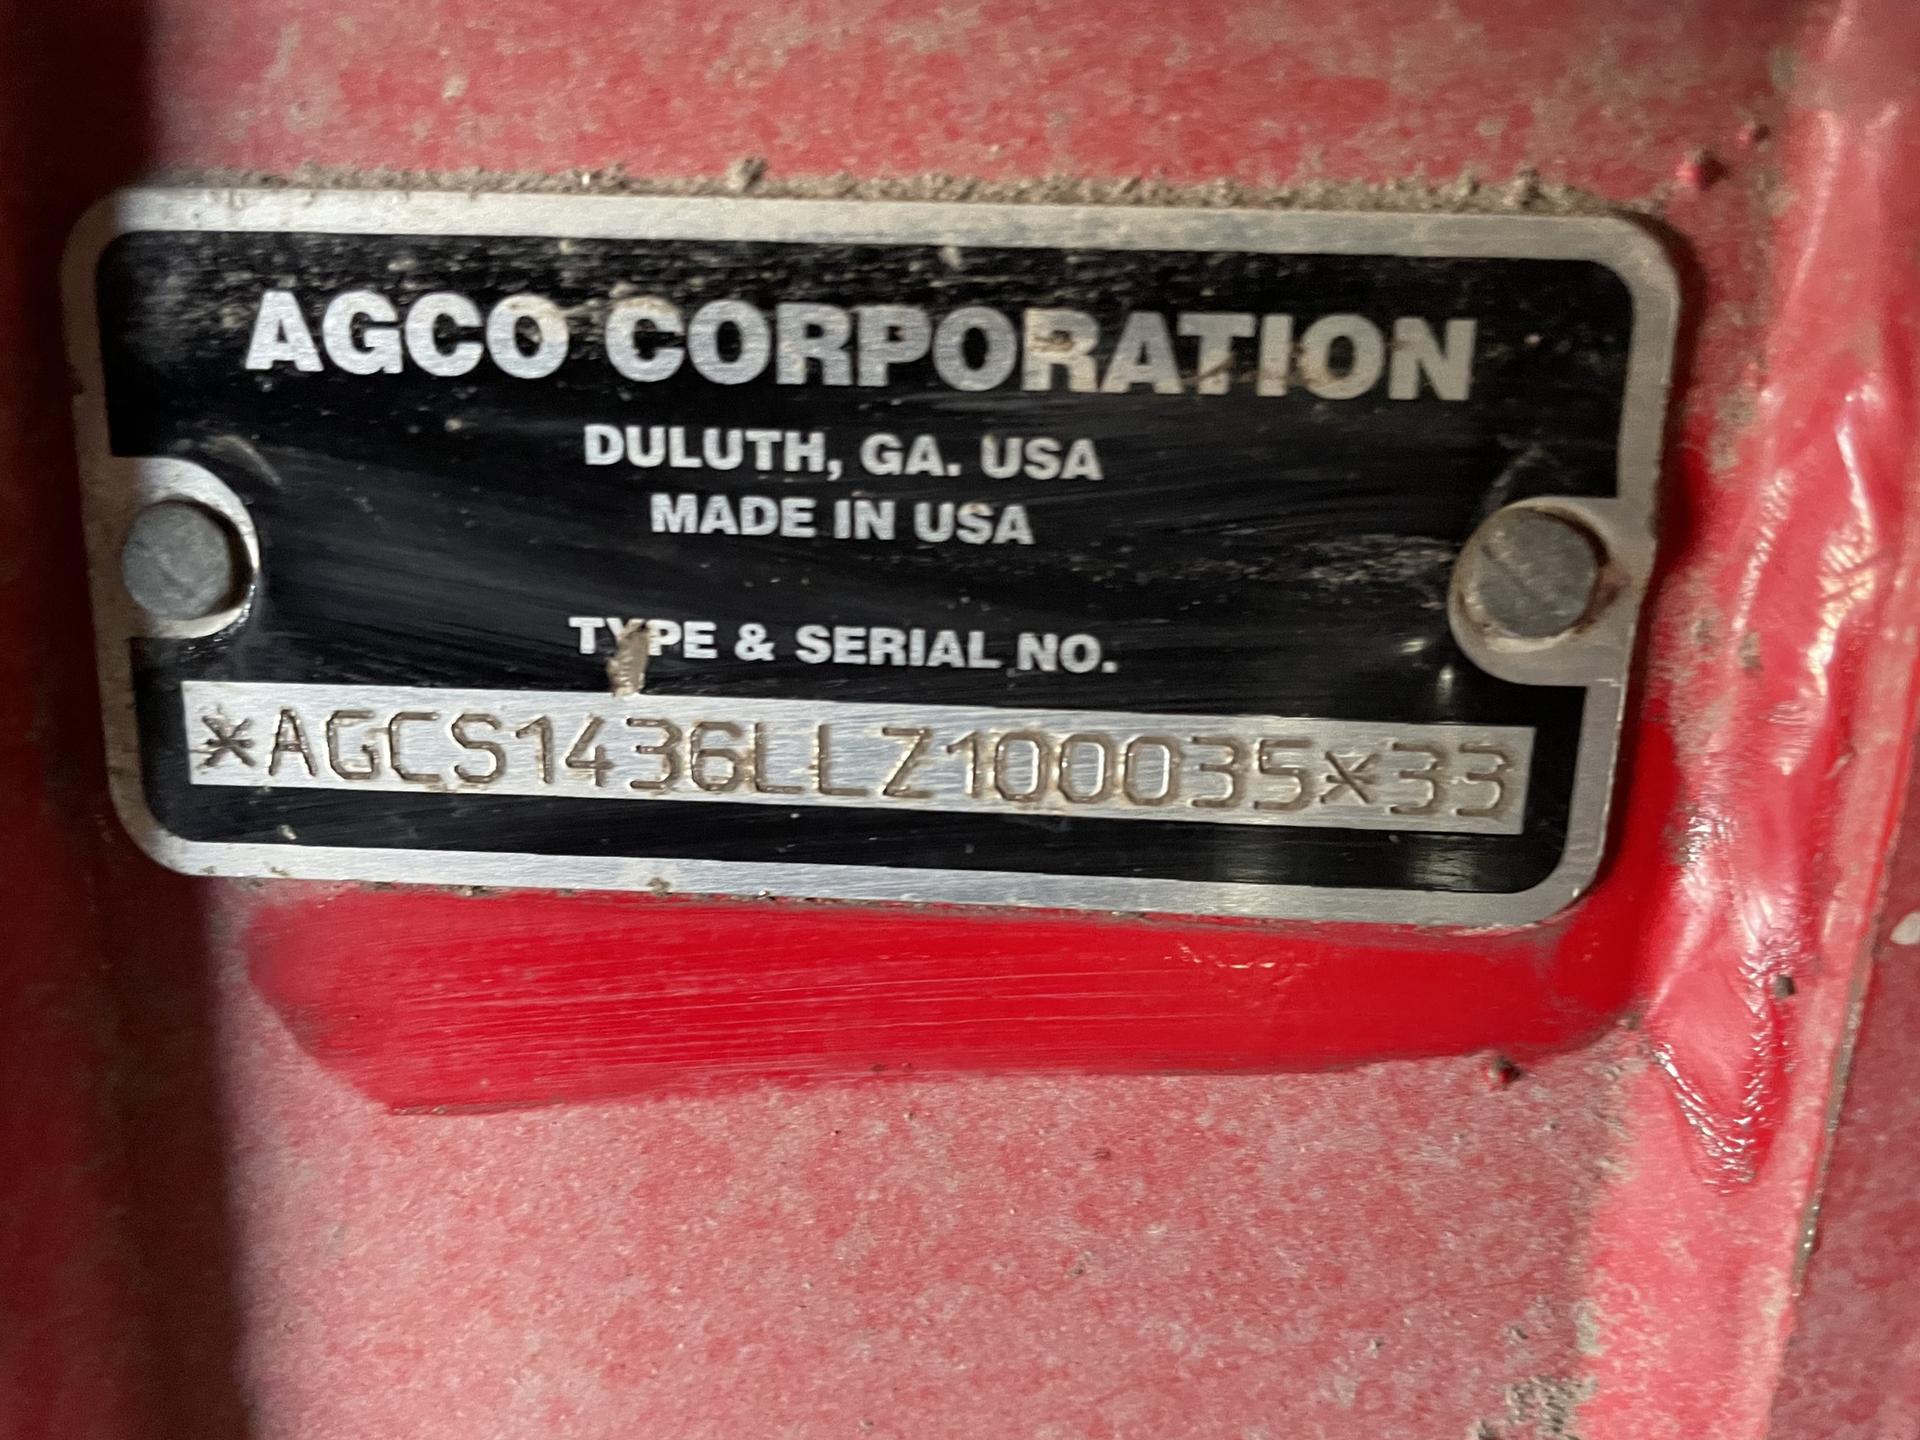 AGCO CORPORATION
DULUTH, GA. USA
MADE IN USA
TYPE & SERIAL NO.
*AGCS1436LLZ100035*33